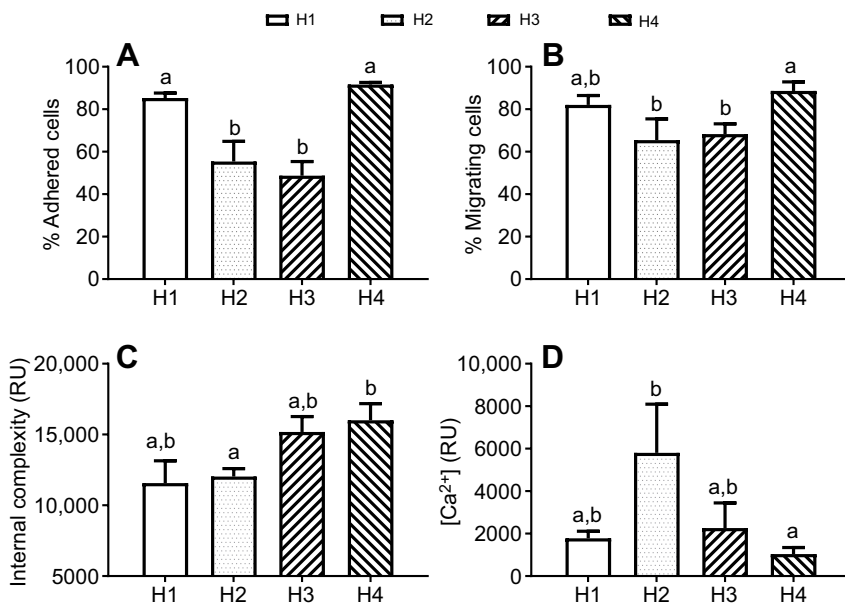 H1 H2 H3 H4
A
% Adhered cells
100
80
60
40
20
0
a
b
b
a
H1 H2 H3 H4
B
% Migrating cells
100
80
60
40
20
0
a,b
b
b
a
H1 H2 H3 H4
C
Internal complexity (RU)
20,000
15,000
10,000
5000
a,b
a
a,b
b
H1 H2 H3 H4
D
[Ca²⁺] (RU)
10,000
8000
6000
4000
2000
0
a,b
b
a,b
a
H1 H2 H3 H4